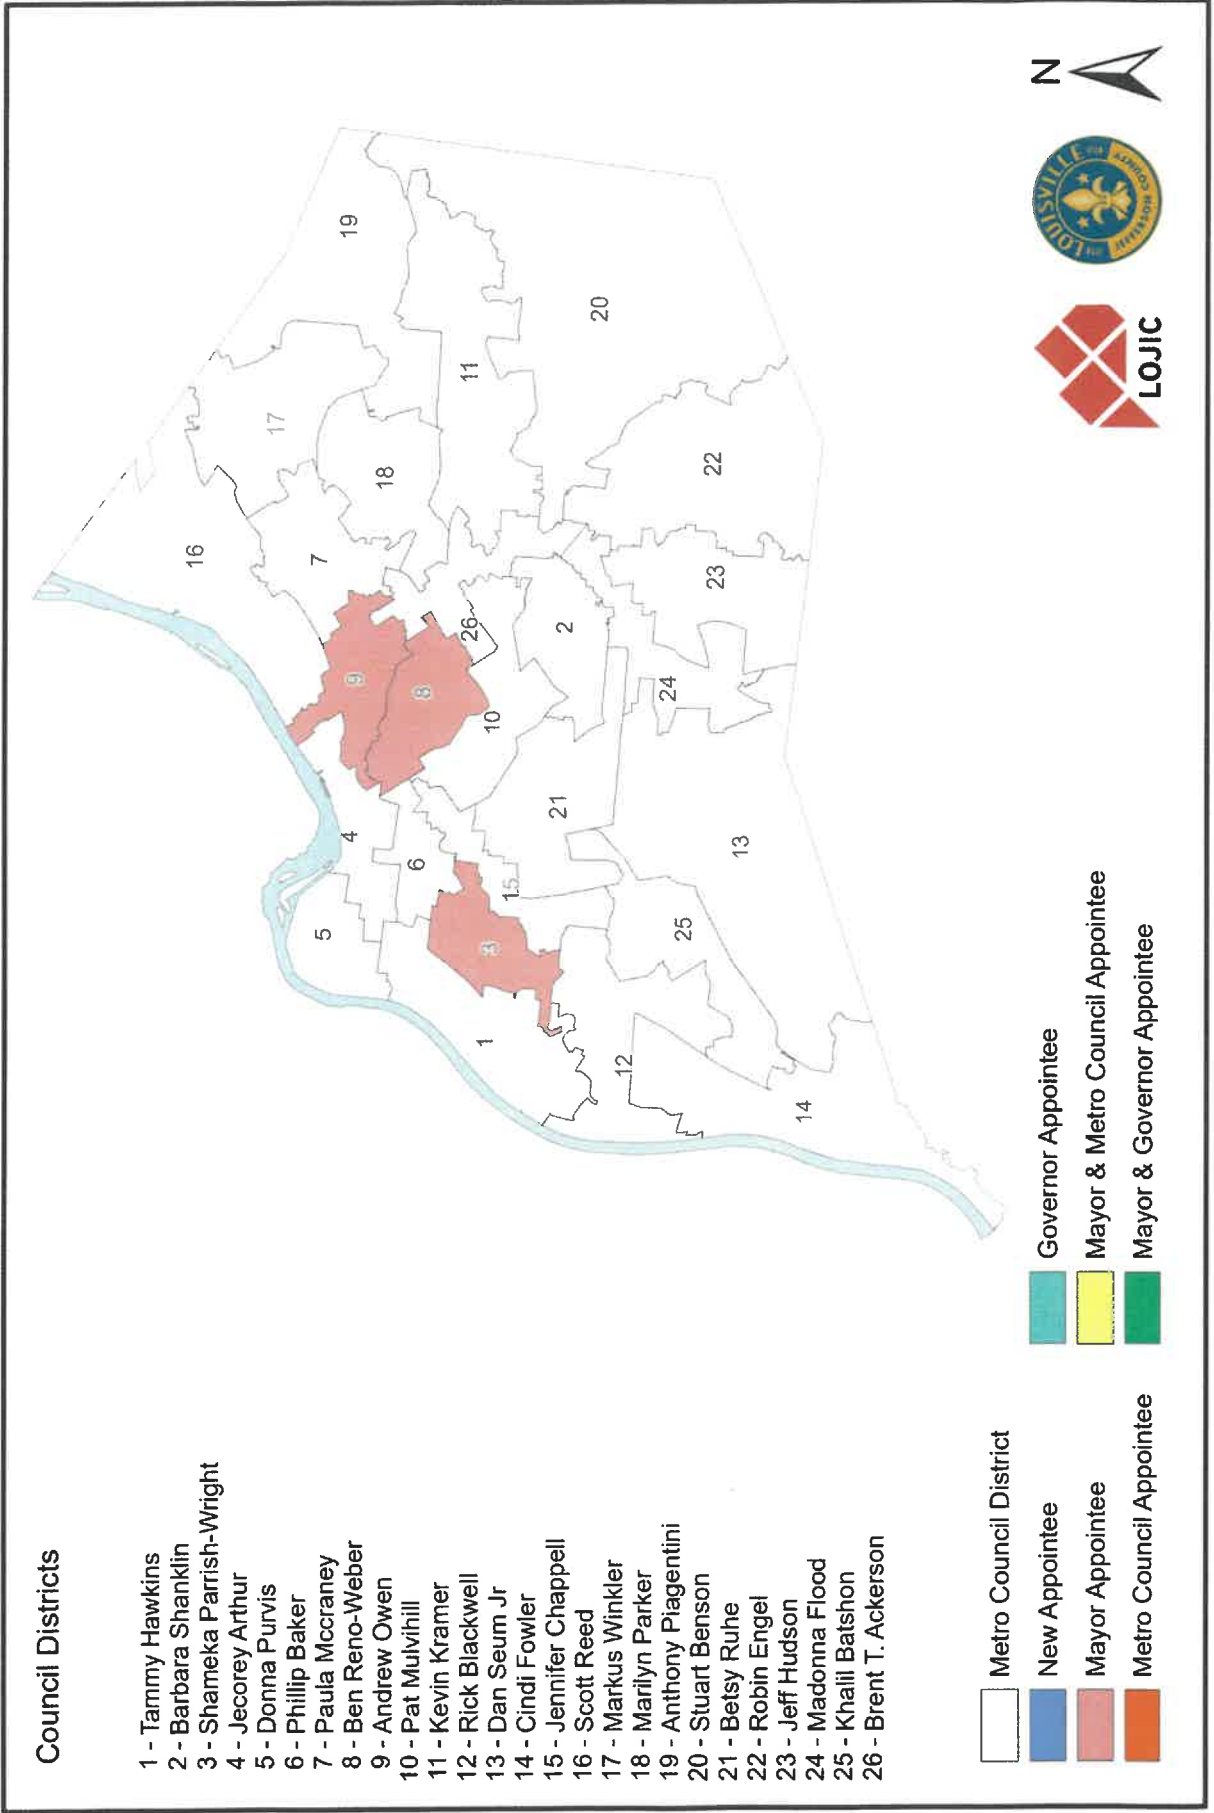 Council Districts
1 - Tammy Hawkins
2 - Barbara Shanklin
3 - Shameka Parrish-Wright
4 - Jecorey Arthur
5 - Donna Purvis
6 - Phillip Baker
7 - Paula Mccraney
8 - Ben Reno-Weber
9 - Andrew Owen
10 - Pat Mulvihill
11 - Kevin Kramer
12 - Rick Blackwell
13 - Dan Seum Jr
14 - Cindi Fowler
15 - Jennifer Chappell
16 - Scott Reed
17 - Markus Winkler
18 - Marilyn Parker
19 - Anthony Piagentini
20 - Stuart Benson
21 - Betsy Ruhe
22 - Robin Engel
23 - Jeff Hudson
24 - Madonna Flood
25 - Khalil Batshon
26 - Brent T. Ackerson
16
19
17
7
18
9
5
4
8
11
6
26
20
3
10
1
15
2
21
12
25
24
23
22
13
14
Metro Council District
New Appointee
Mayor Appointee
Metro Council Appointee
Governor Appointee
Mayor & Metro Council Appointee
Mayor & Governor Appointee
LOJIC
LOUISVILLE
JEFFERSON COUNTY
1778
N